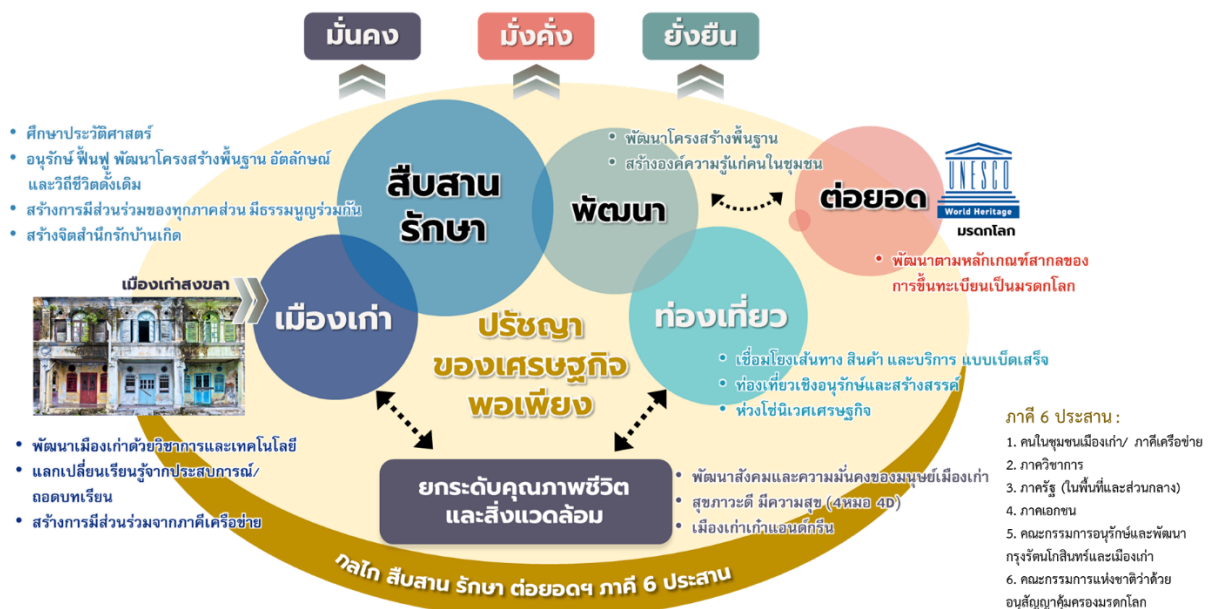 มั่นคง
มั่งคั่ง
ยั่งยืน
• ศึกษาประวัติศาสตร์
• อนุรักษ์ ฟื้นฟู พัฒนาโครงสร้างพื้นฐาน อัตลักษณ์
และวิถีชีวิตดั้งเดิม
• สร้างการมีส่วนร่วมของทุกภาคส่วน มีธรรมนูญร่วมกัน
• สร้างจิตสำนึกรักบ้านเกิด
สืบสาน
รักษา
• พัฒนาโครงสร้างพื้นฐาน
• สร้างองค์ความรู้แก่คนในชุมชน
พัฒนา
ต่อยอด
UNESCO
World Heritage
มรดกโลก
• พัฒนาตามหลักเกณฑ์สากลของ
การขึ้นทะเบียนเป็นมรดกโลก
เมืองเก่าสงขลา
เมืองเก่า
ปรัชญา
ของเศรษฐกิจ
พอเพียง
ท่องเที่ยว
• เชื่อมโยงเส้นทาง สินค้า และบริการ แบบเบ็ดเสร็จ
• ท่องเที่ยวเชิงอนุรักษ์และสร้างสรรค์
• ห่วงโซ่นิเวศเศรษฐกิจ
• พัฒนาเมืองเก่าด้วยวิชาการและเทคโนโลยี
• แลกเปลี่ยนเรียนรู้จากประสบการณ์/
ถอดบทเรียน
• สร้างการมีส่วนร่วมจากภาคีเครือข่าย
ยกระดับคุณภาพชีวิต
และสิ่งแวดล้อม
• พัฒนาสังคมและความมั่นคงของมนุษย์เมืองเก่า
• สุขภาวะดี มีความสุข (4หมอ 4D)
• เมืองเก่าเก๋าแอนด์กรีน
กลไก สืบสาน รักษา ต่อยอดฯ ภาคี 6 ประสาน
ภาคี 6 ประสาน :
1. คนในชุมชนเมืองเก่า/ ภาคีเครือข่าย
2. ภาควิชาการ
3. ภาครัฐ (ในพื้นที่และส่วนกลาง)
4. ภาคเอกชน
5. คณะกรรมการอนุรักษ์และพัฒนา
กรุงรัตนโกสินทร์และเมืองเก่า
6. คณะกรรมการแห่งชาติว่าด้วย
อนุสัญญาคุ้มครองมรดกโลก